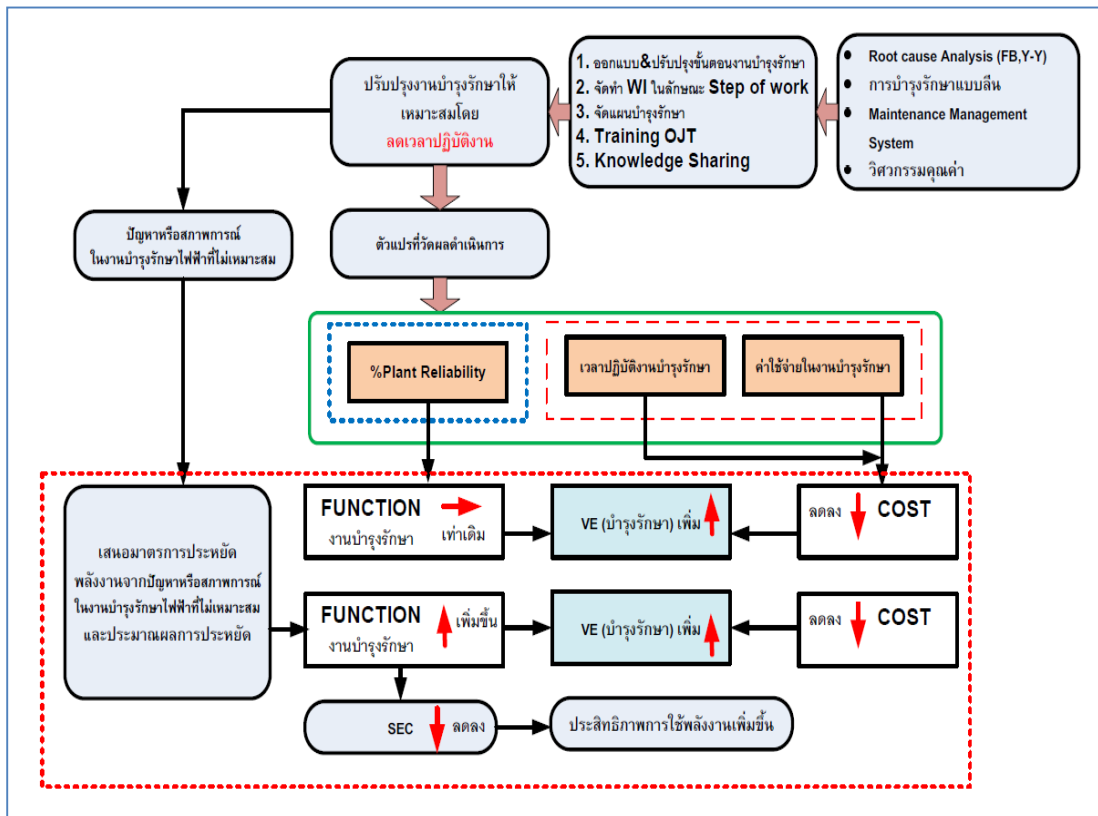 ปรับปรุงงานบำรุงรักษาให้
เหมาะสมโดย
ลดเวลาปฏิบัติงาน
1. ออกแบบ&ปรับปรุงขั้นตอนงานบำรุงรักษา
2. จัดทำ WI ในลักษณะ Step of work
3. จัดแผนบำรุงรักษา
4. Training OJT
5. Knowledge Sharing
• Root cause Analysis (FB,Y-Y)
• การบำรุงรักษาแบบลีน
• Maintenance Management
System
• วิศวกรรมคุณค่า
ปัญหาหรือสภาพการณ์
ในงานบำรุงรักษาไฟฟ้าที่ไม่เหมาะสม
ตัวแปรที่วัดผลดำเนินการ
%Plant Reliability
เวลาปฏิบัติงานบำรุงรักษา
ค่าใช้จ่ายในงานบำรุงรักษา
เสนอมาตรการประหยัด
พลังงานจากปัญหาหรือสภาพการณ์
ในงานบำรุงรักษาไฟฟ้าที่ไม่เหมาะสม
และประมาณผลการประหยัด
FUNCTION
งานบำรุงรักษา
เท่าเดิม
VE (บำรุงรักษา) เพิ่ม
ลดลง
COST
FUNCTION
งานบำรุงรักษา
เพิ่มขึ้น
VE (บำรุงรักษา) เพิ่ม
ลดลง
COST
SEC
ลดลง
ประสิทธิภาพการใช้พลังงานเพิ่มขึ้น